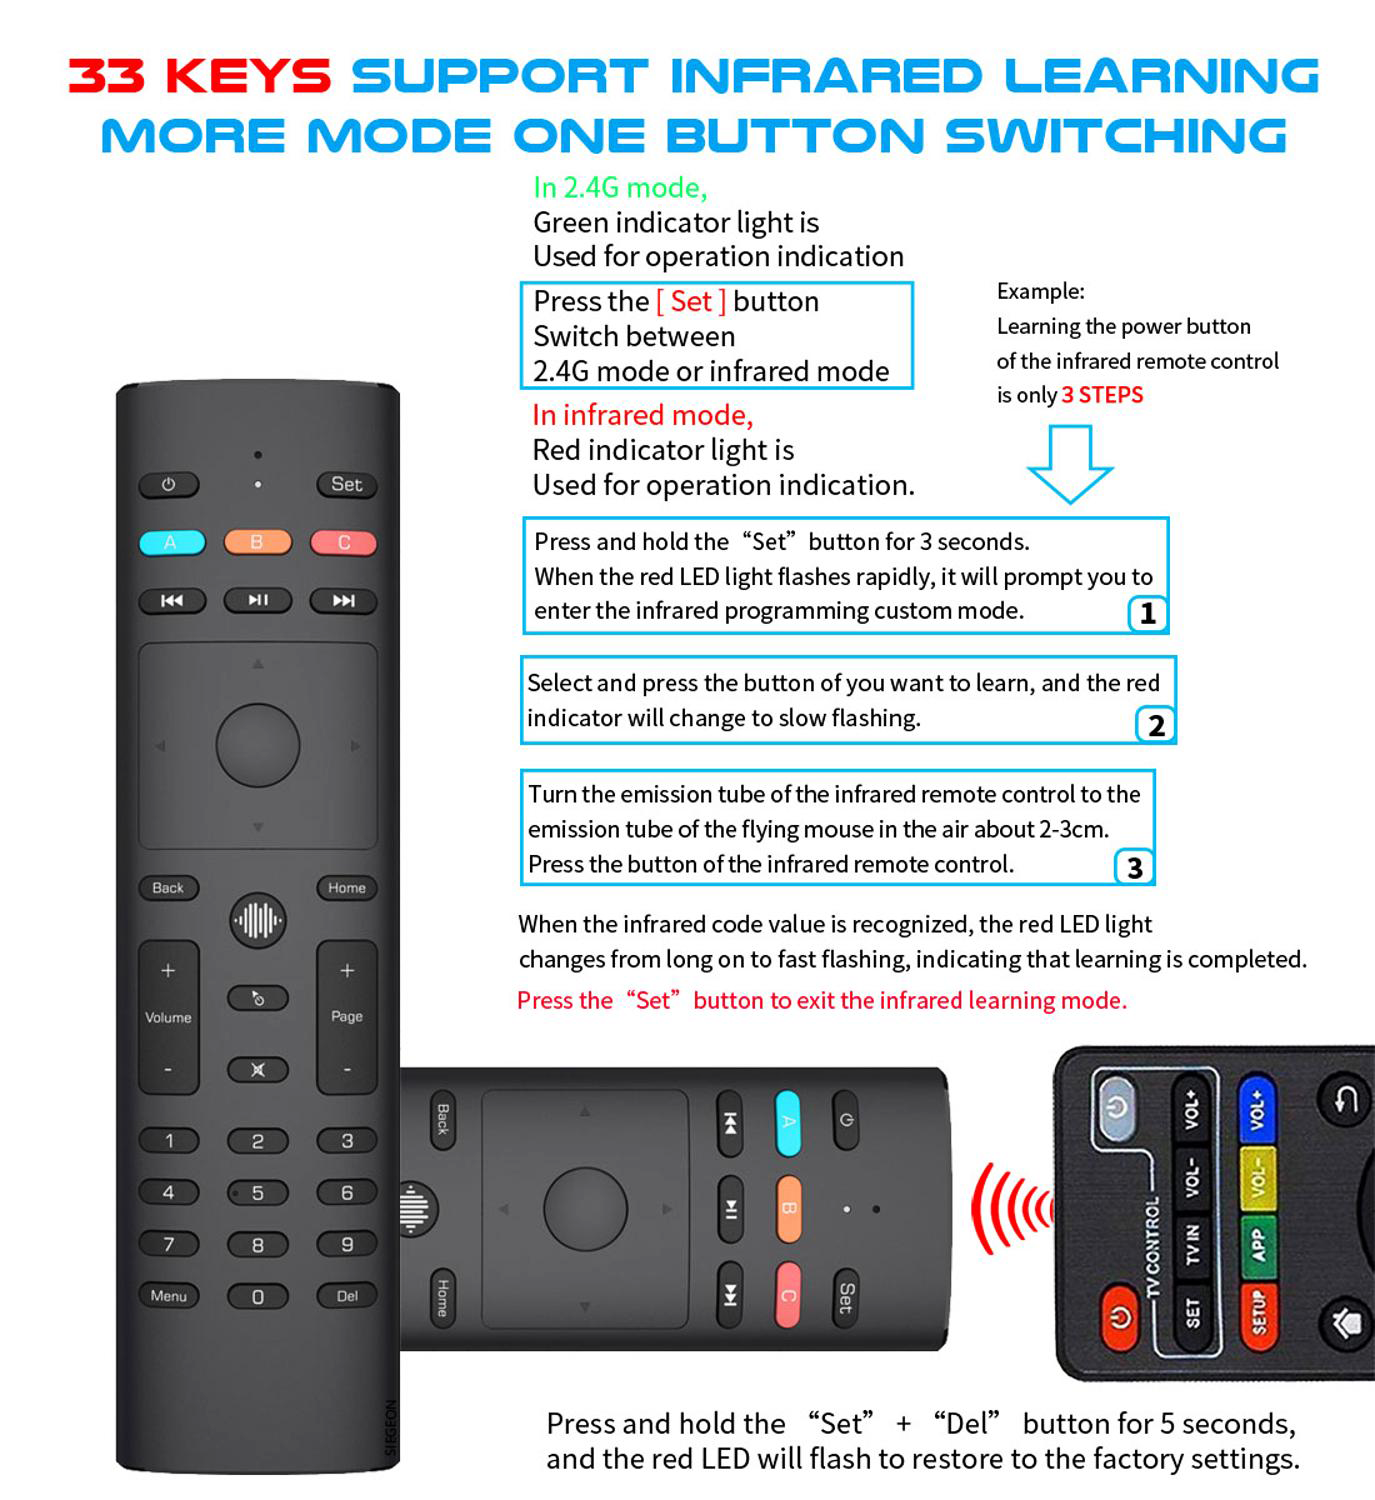 33 KEYS SUPPORT INFRARED LEARNING
MORE MODE ONE BUTTON SWITCHING
In 2.4G mode,
Green indicator light is
Used for operation indication
Press the [ Set ] button
Switch between
2.4G mode or infrared mode
In infrared mode,
Red indicator light is
Used for operation indication.
Example:
Learning the power button
of the infrared remote control
is only 3 STEPS
Press and hold the “Set” button for 3 seconds.
When the red LED light flashes rapidly, it will prompt you to
enter the infrared programming custom mode.
1
Select and press the button of you want to learn, and the red
indicator will change to slow flashing.
2
Turn the emission tube of the infrared remote control to the
emission tube of the flying mouse in the air about 2-3cm.
Press the button of the infrared remote control.
3
When the infrared code value is recognized, the red LED light
changes from long on to fast flashing, indicating that learning is completed.
Press the “Set” button to exit the infrared learning mode.
Set
A B C
Back Home
+ +
Volume Page
- -
1 2 3
4 5 6
7 8 9
Menu 0 Del
SIEGEON
Back
Home
A
B
C
Set
TV CONTROL
SET TV IN VOL- VOL+
SETUP APP VOL- VOL+
Press and hold the “Set” + “Del” button for 5 seconds,
and the red LED will flash to restore to the factory settings.